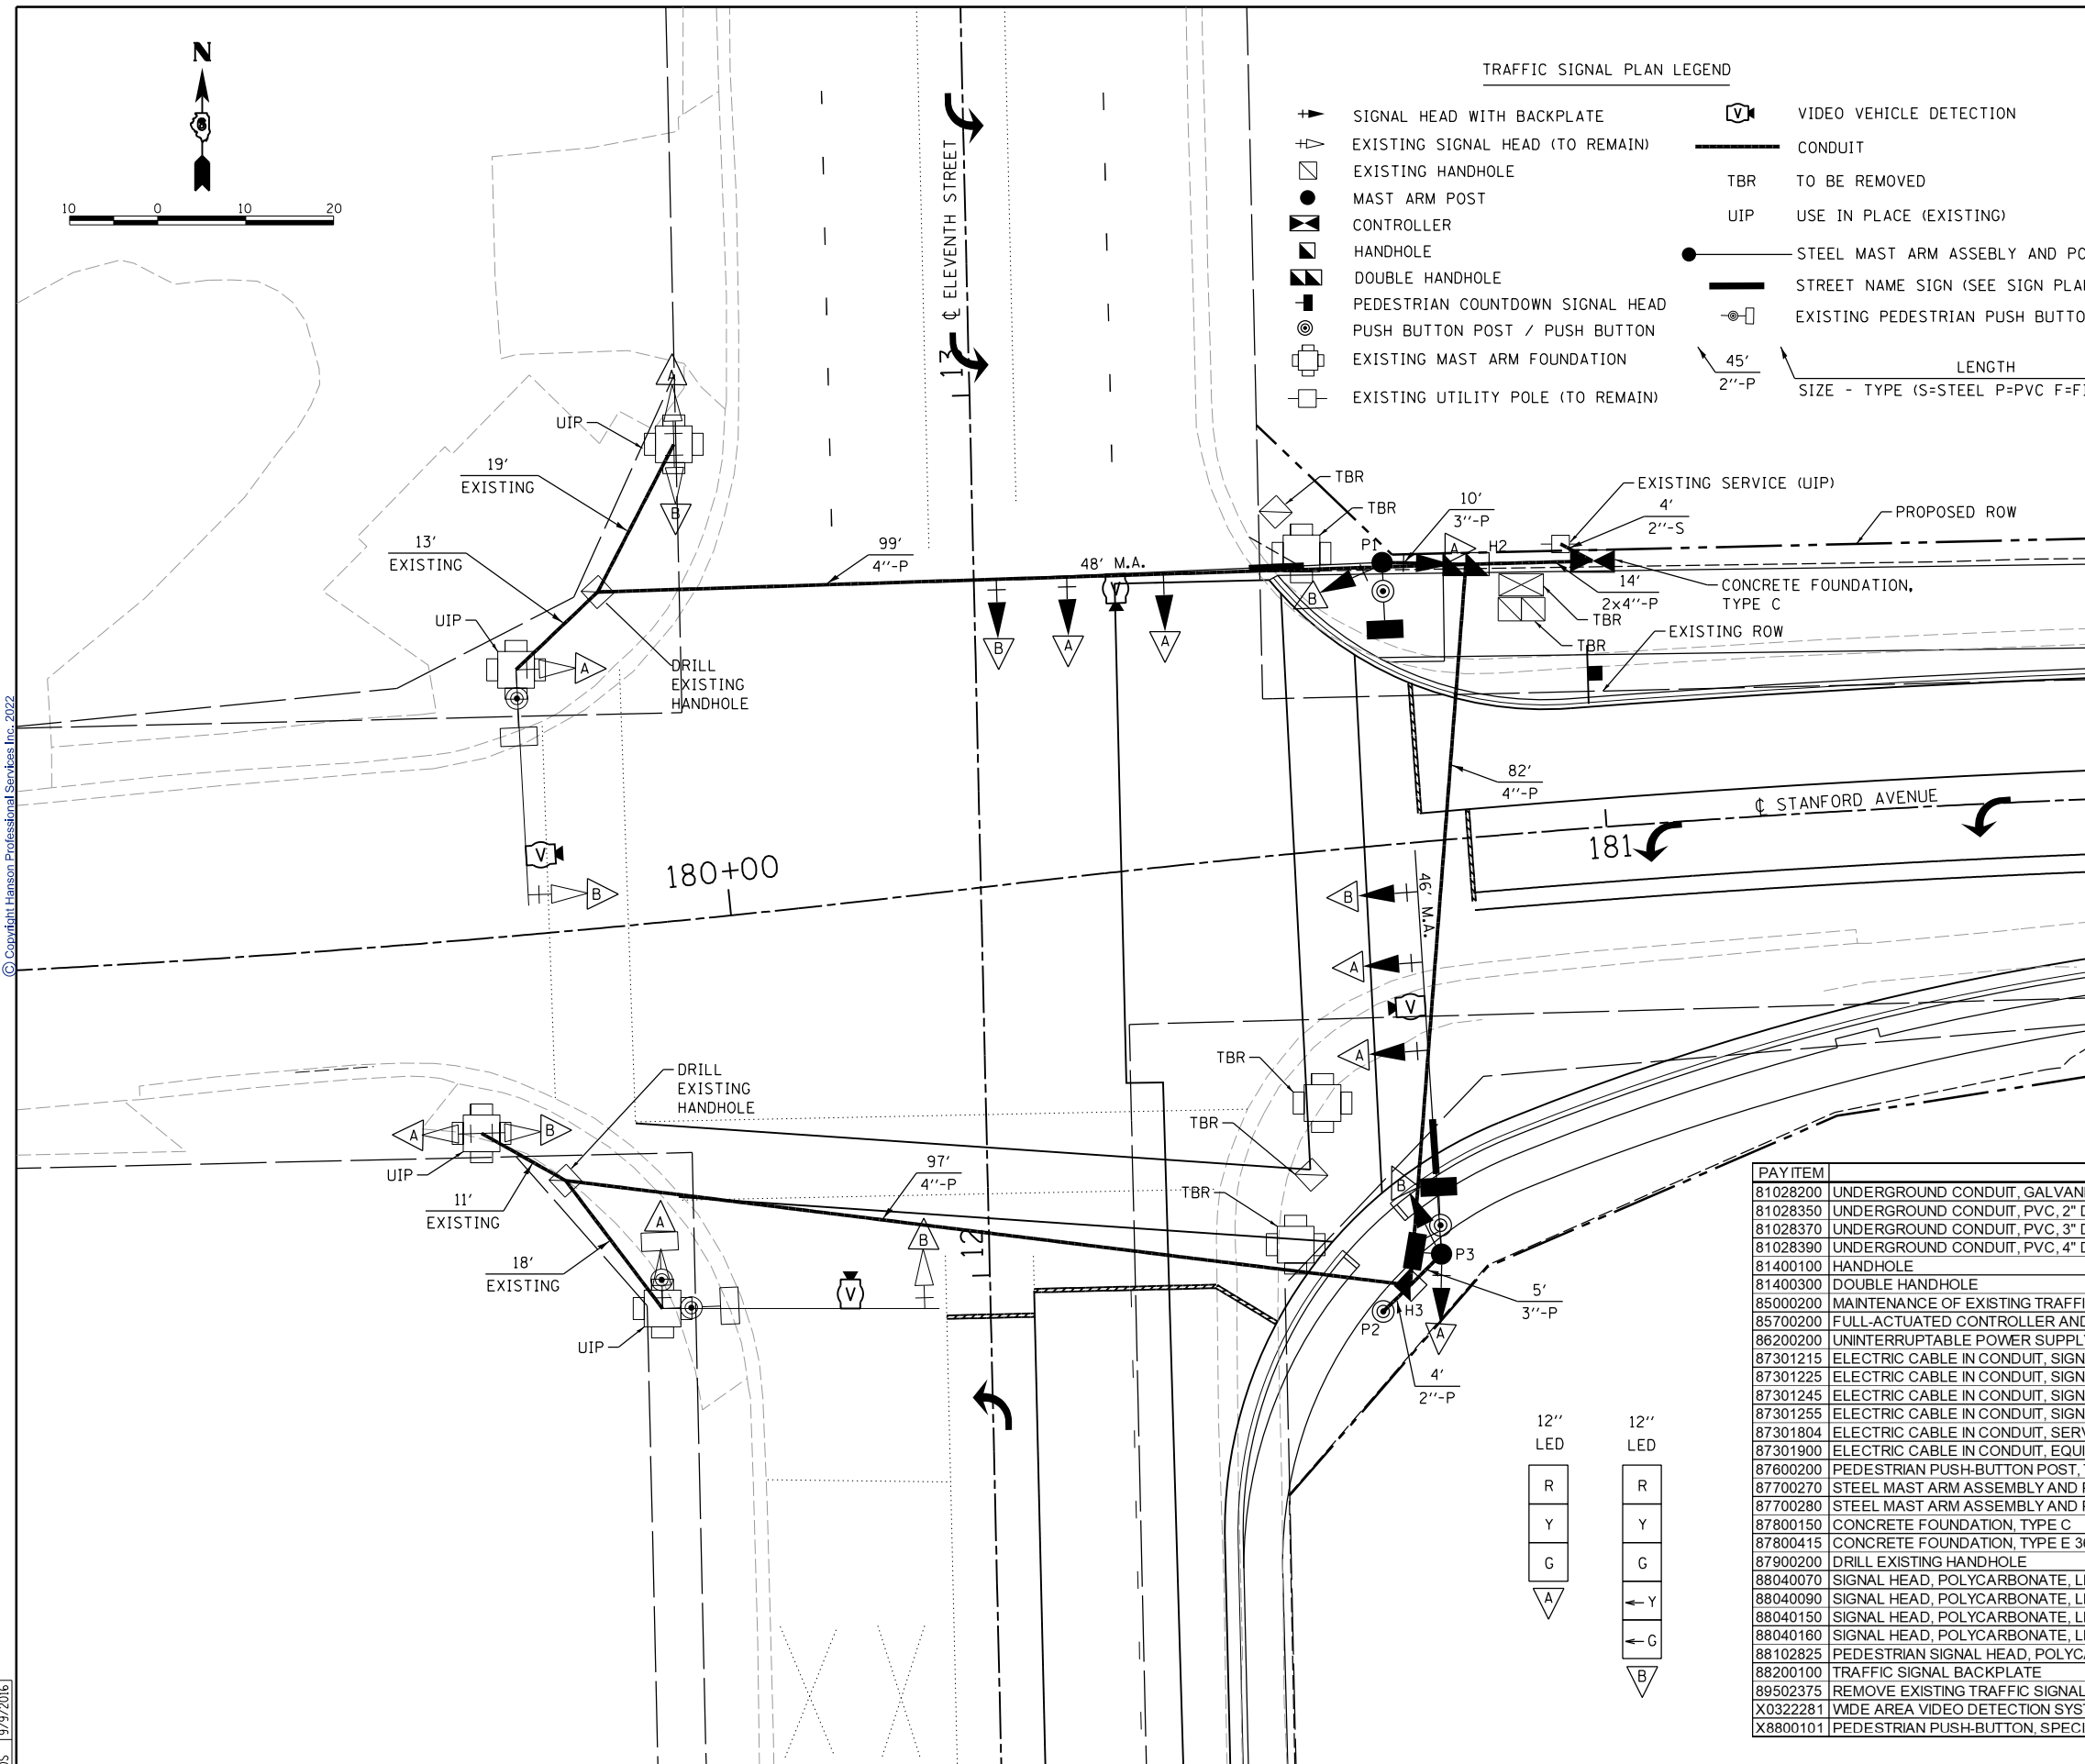 N
10 0 10 20
℄ ELEVENTH STREET
13
TRAFFIC SIGNAL PLAN LEGEND
SIGNAL HEAD WITH BACKPLATE
EXISTING SIGNAL HEAD (TO REMAIN)
EXISTING HANDHOLE
MAST ARM POST
CONTROLLER
HANDHOLE
DOUBLE HANDHOLE
PEDESTRIAN COUNTDOWN SIGNAL HEAD
PUSH BUTTON POST / PUSH BUTTON
EXISTING MAST ARM FOUNDATION
EXISTING UTILITY POLE (TO REMAIN)
V VIDEO VEHICLE DETECTION
CONDUIT
TBR TO BE REMOVED
UIP USE IN PLACE (EXISTING)
STEEL MAST ARM ASSEBLY AND PO
STREET NAME SIGN (SEE SIGN PLA
EXISTING PEDESTRIAN PUSH BUTTO
45'
2''-P
LENGTH
SIZE - TYPE (S=STEEL P=PVC F=F
A
UIP
B
19'
EXISTING
13'
EXISTING
UIP
A
DRILL
EXISTING
HANDHOLE
99'
4''-P
48' M.A.
V
B
A
A
TBR
TBR
P1
10'
3''-P
A
H2
B
EXISTING SERVICE (UIP)
4'
2''-S
PROPOSED ROW
14'
2x4''-P
CONCRETE FOUNDATION,
TYPE C
TBR
TBR
EXISTING ROW
82'
4''-P
℄ STANFORD AVENUE
181
180+00
V
B
46' M.A.
B
A
V
A
TBR
TBR
TBR
DRILL
EXISTING
HANDHOLE
A
B
UIP
11'
EXISTING
18'
EXISTING
A
UIP
97'
4''-P
B
V
12
B
P3
H3
P2
A
5'
3''-P
4'
2''-P
12''
LED
R
Y
G
A
12''
LED
R
Y
G
←Y
←G
B
PAY ITEM
81028200 UNDERGROUND CONDUIT, GALVAN
81028350 UNDERGROUND CONDUIT, PVC, 2" D
81028370 UNDERGROUND CONDUIT, PVC, 3" D
81028390 UNDERGROUND CONDUIT, PVC, 4" D
81400100 HANDHOLE
81400300 DOUBLE HANDHOLE
85000200 MAINTENANCE OF EXISTING TRAFFI
85700200 FULL-ACTUATED CONTROLLER AND
86200200 UNINTERRUPTABLE POWER SUPPL
87301215 ELECTRIC CABLE IN CONDUIT, SIGN
87301225 ELECTRIC CABLE IN CONDUIT, SIGN
87301245 ELECTRIC CABLE IN CONDUIT, SIGN
87301255 ELECTRIC CABLE IN CONDUIT, SIGN
87301804 ELECTRIC CABLE IN CONDUIT, SER
87301900 ELECTRIC CABLE IN CONDUIT, EQUI
87600200 PEDESTRIAN PUSH-BUTTON POST,
87700270 STEEL MAST ARM ASSEMBLY AND
87700280 STEEL MAST ARM ASSEMBLY AND
87800150 CONCRETE FOUNDATION, TYPE C
87800415 CONCRETE FOUNDATION, TYPE E 3
87900200 DRILL EXISTING HANDHOLE
88040070 SIGNAL HEAD, POLYCARBONATE, L
88040090 SIGNAL HEAD, POLYCARBONATE, L
88040150 SIGNAL HEAD, POLYCARBONATE, L
88040160 SIGNAL HEAD, POLYCARBONATE, L
88102825 PEDESTRIAN SIGNAL HEAD, POLYC
88200100 TRAFFIC SIGNAL BACKPLATE
89502375 REMOVE EXISTING TRAFFIC SIGNAL
X0322281 WIDE AREA VIDEO DETECTION SYS
X8800101 PEDESTRIAN PUSH-BUTTON, SPECI
© Copyright Hanson Professional Services Inc. 2022
9/9/2016